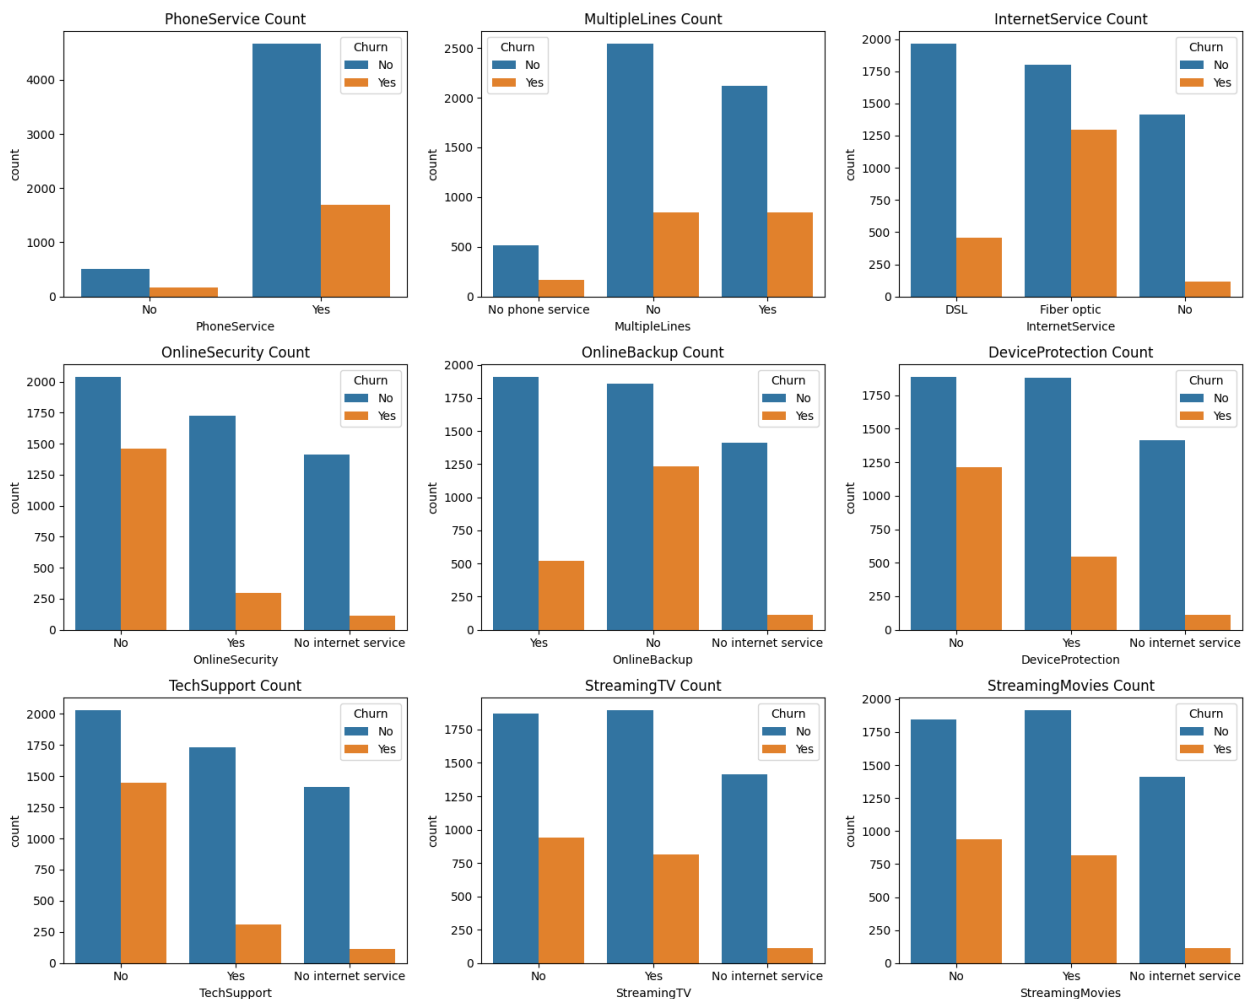 PhoneService Count
Churn
No
Yes
4000
3000
2000
1000
0
count
No Yes
PhoneService
MultipleLines Count
Churn
No
Yes
2500
2000
1500
1000
500
0
count
No phone service No Yes
MultipleLines
InternetService Count
Churn
No
Yes
2000
1750
1500
1250
1000
750
500
250
0
count
DSL Fiber optic No
InternetService
OnlineSecurity Count
Churn
No
Yes
2000
1750
1500
1250
1000
750
500
250
0
count
No Yes No internet service
OnlineSecurity
OnlineBackup Count
Churn
No
Yes
2000
1750
1500
1250
1000
750
500
250
0
count
Yes No No internet service
OnlineBackup
DeviceProtection Count
Churn
No
Yes
1750
1500
1250
1000
750
500
250
0
count
No Yes No internet service
DeviceProtection
TechSupport Count
Churn
No
Yes
2000
1750
1500
1250
1000
750
500
250
0
count
No Yes No internet service
TechSupport
StreamingTV Count
Churn
No
Yes
1750
1500
1250
1000
750
500
250
0
count
No Yes No internet service
StreamingTV
StreamingMovies Count
Churn
No
Yes
2000
1750
1500
1250
1000
750
500
250
0
count
No Yes No internet service
StreamingMovies